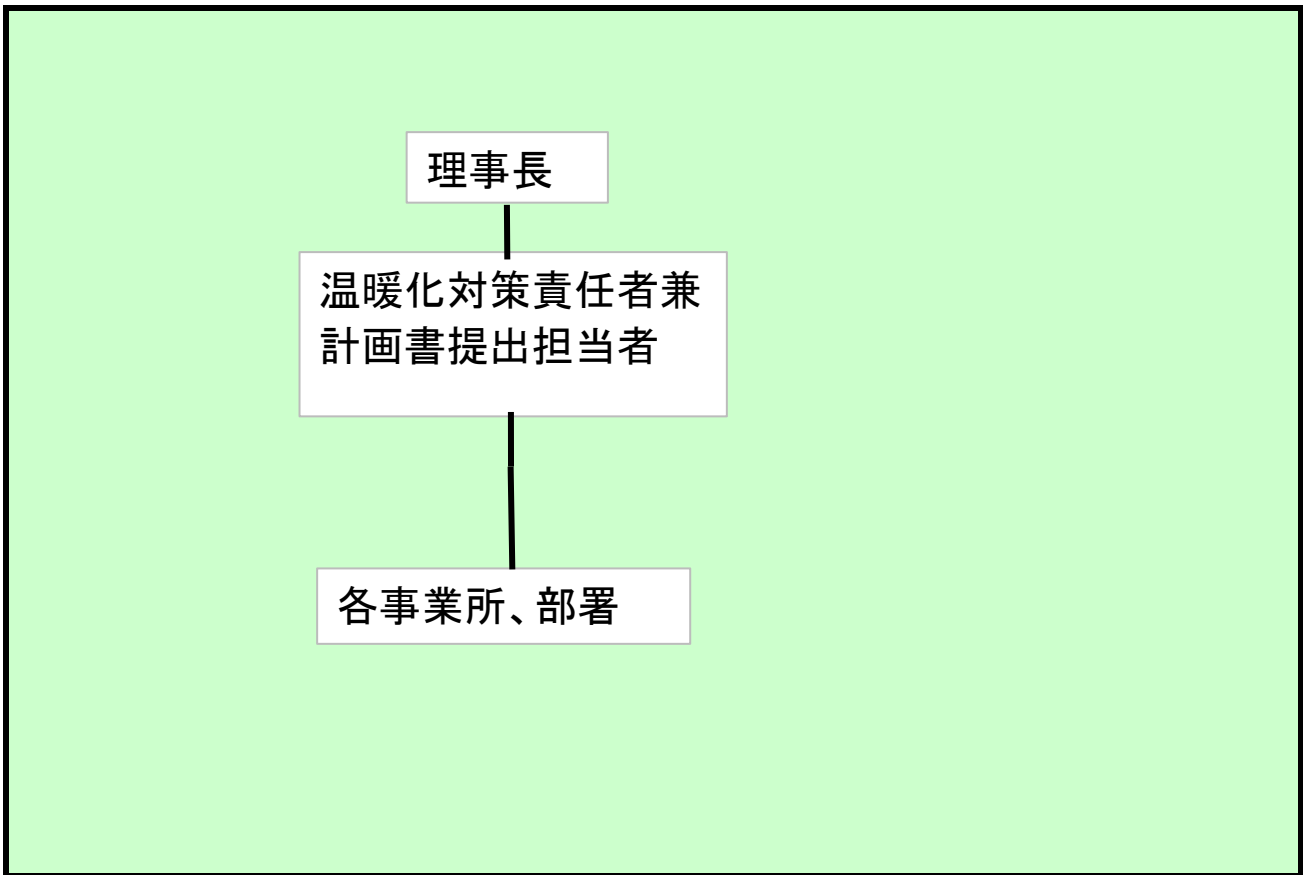 理事長
温暖化対策責任者兼
計画書提出担当者
各事業所、部署